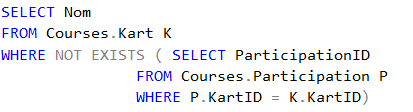 SELECT Nom
FROM Courses.Kart K
WHERE NOT EXISTS ( SELECT ParticipationID
FROM Courses.Participation P
WHERE P.KartID = K.KartID)